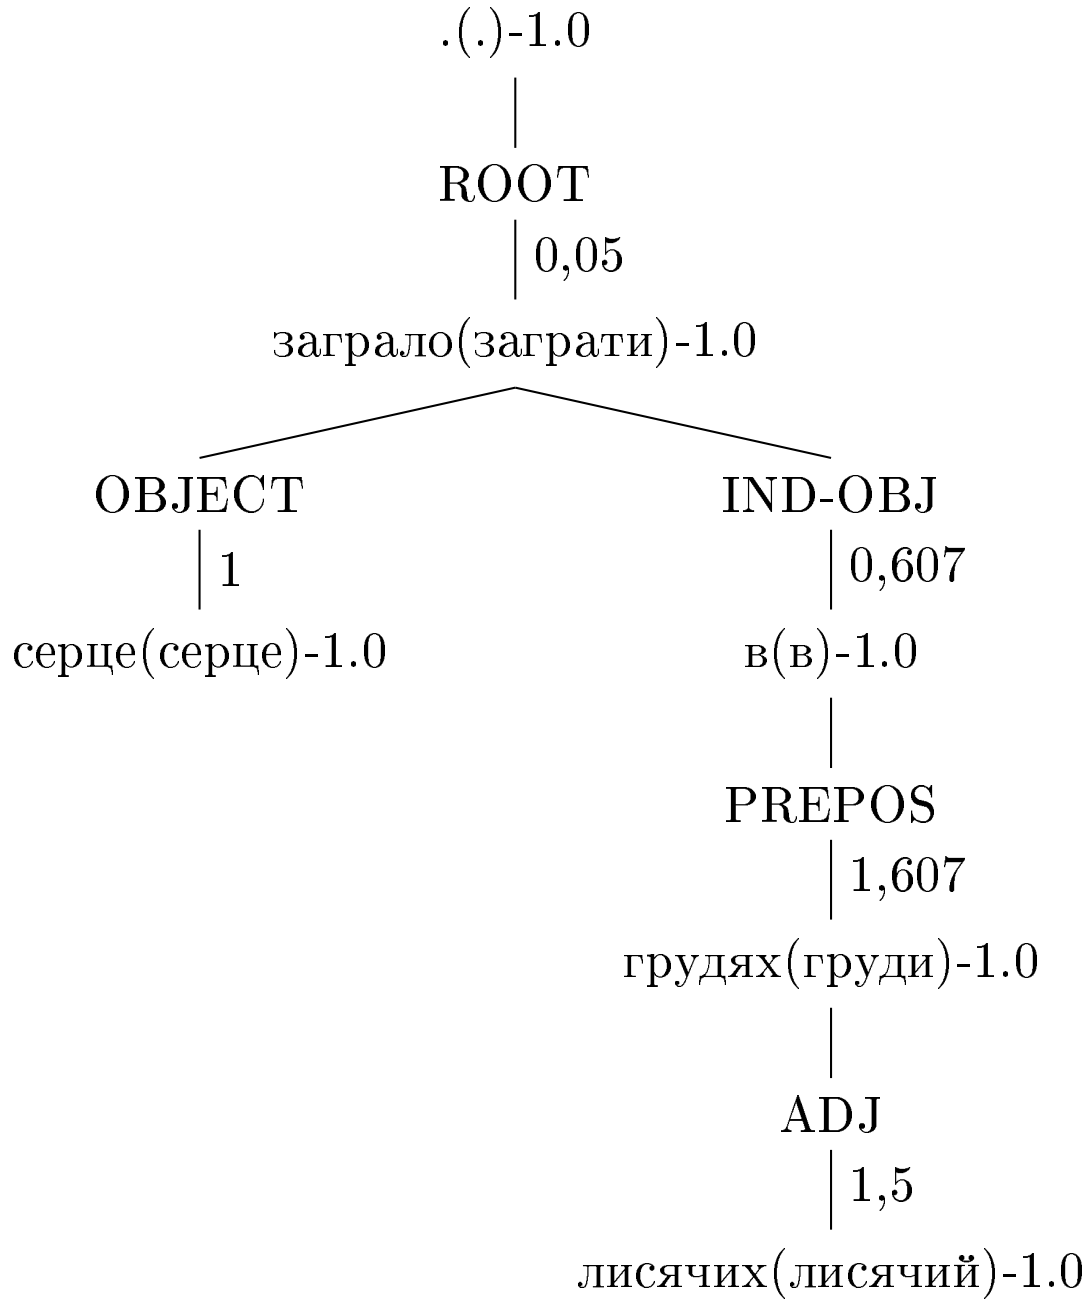 .(.)-1.0
ROOT
0,05
заграло(заграти)-1.0
OBJECT IND-OBJ
1 0,607
серце(серце)-1.0 в(в)-1.0
PREPOS
1,607
грудях(груди)-1.0
ADJ
1,5
лисячих(лисячий)-1.0